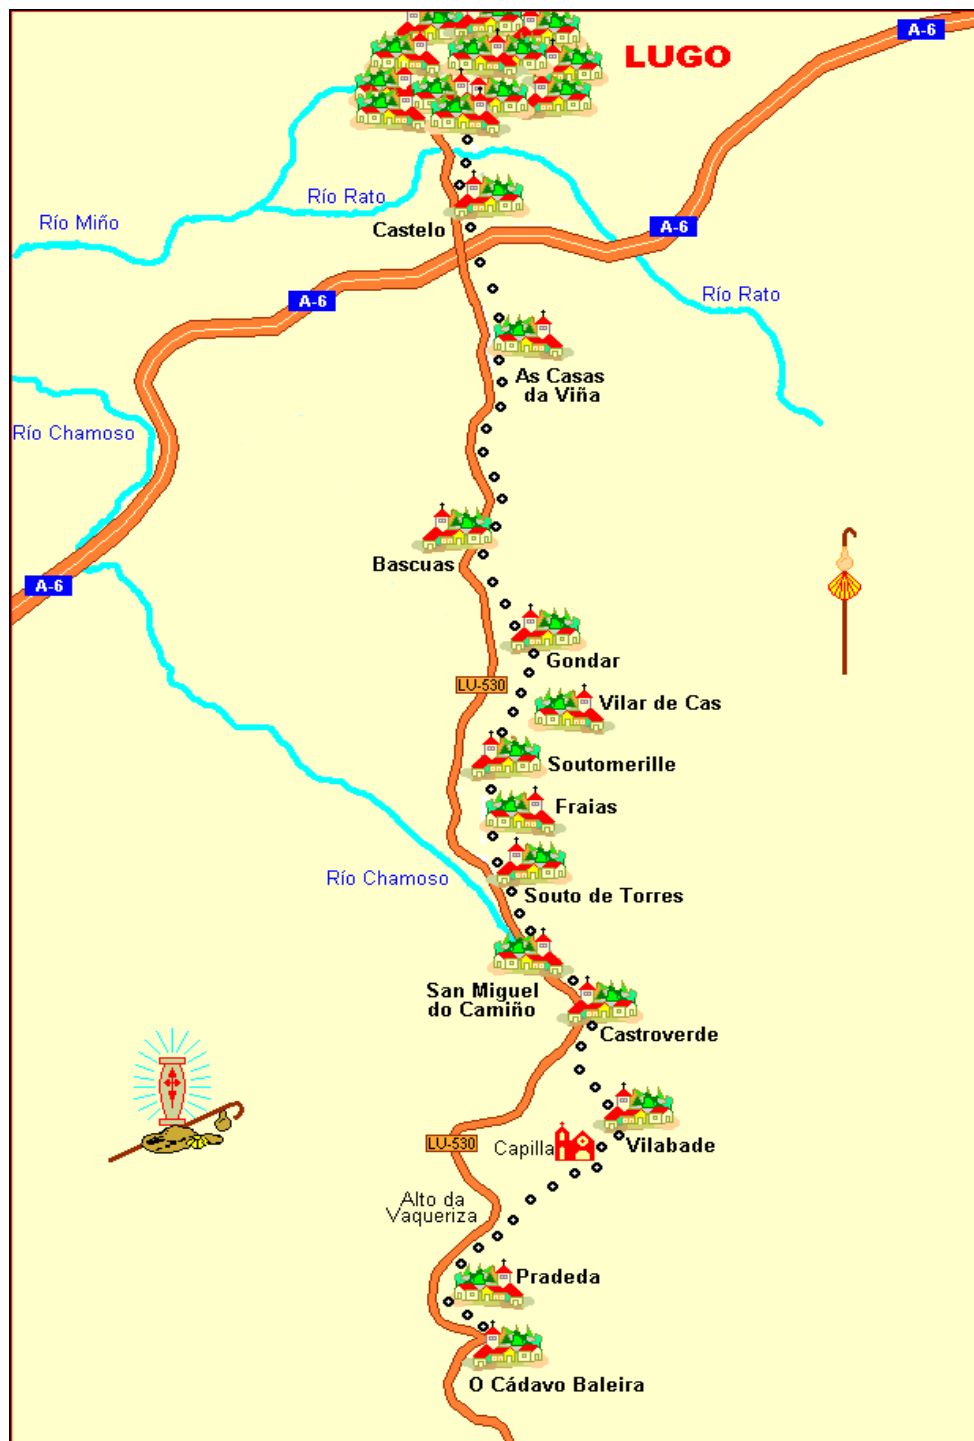 A-6
LUGO
Río Rato
Río Miño
Castelo
A-6
A-6
Río Rato
As Casas
da Viña
Río Chamoso
Bascuas
A-6
Gondar
LU-530
Vilar de Cas
Soutomerille
Fraias
Río Chamoso
Souto de Torres
San Miguel
do Camiño
Castroverde
LU-530
Capilla
Vilabade
Alto da
Vaqueriza
Pradeda
O Cádavo Baleira